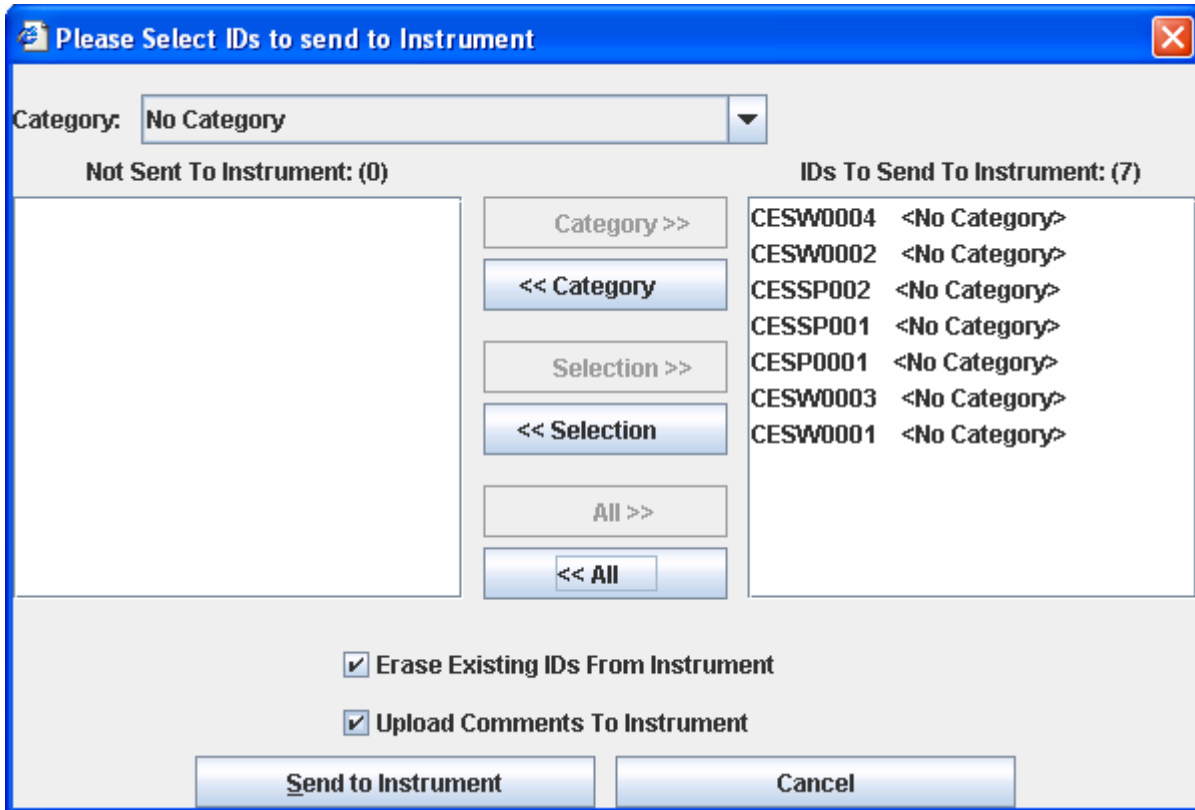 Please Select IDs to send to Instrument
Category: No Category
Not Sent To Instrument: (0)
IDs To Send To Instrument: (7)
Category >>
<< Category
Selection >>
<< Selection
All >>
<< All
CESW0004 <No Category>
CESW0002 <No Category>
CESSP002 <No Category>
CESSP001 <No Category>
CESP0001 <No Category>
CESW0003 <No Category>
CESW0001 <No Category>
Erase Existing IDs From Instrument
Upload Comments To Instrument
Send to Instrument
Cancel